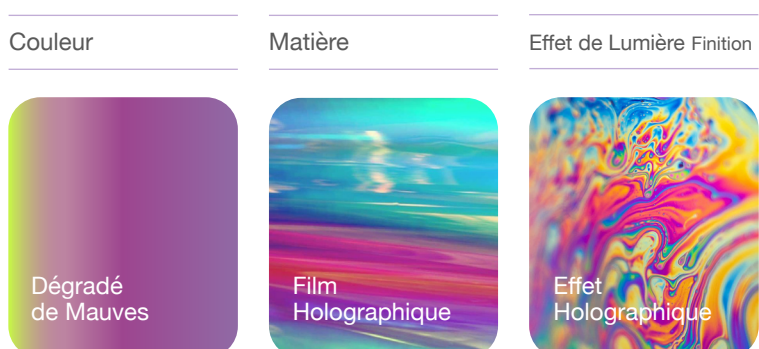 Couleur
Matière
Effet de Lumière Finition
Dégradé
de Mauves
Film
Holographique
Effet
Holographique